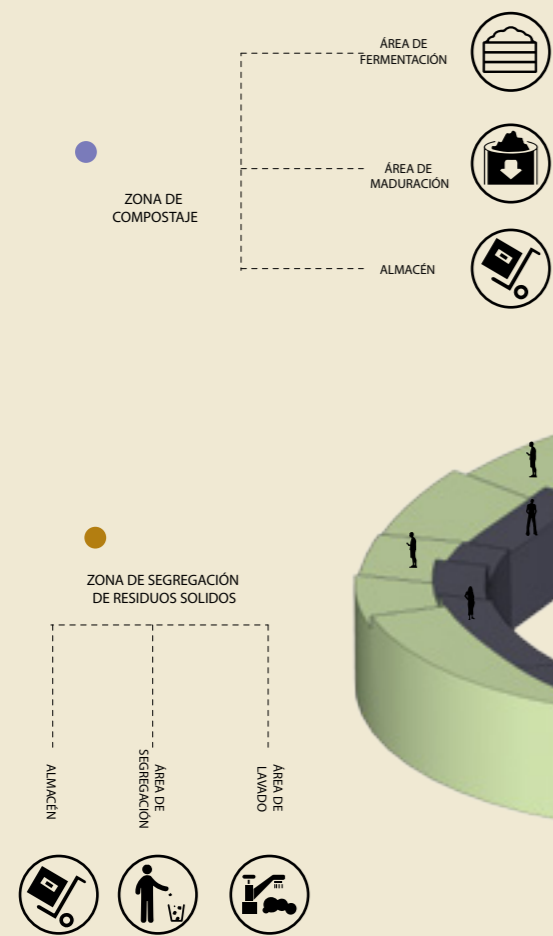 ÁREA DE
FERMENTACIÓN
ZONA DE
COMPOSTAJE
ÁREA DE
MADURACIÓN
ALMACÉN
ZONA DE SEGREGACIÓN
DE RESIDUOS SOLIDOS
ALMACÉN
ÁREA DE
SEGREGACIÓN
ÁREA DE
LAVADO